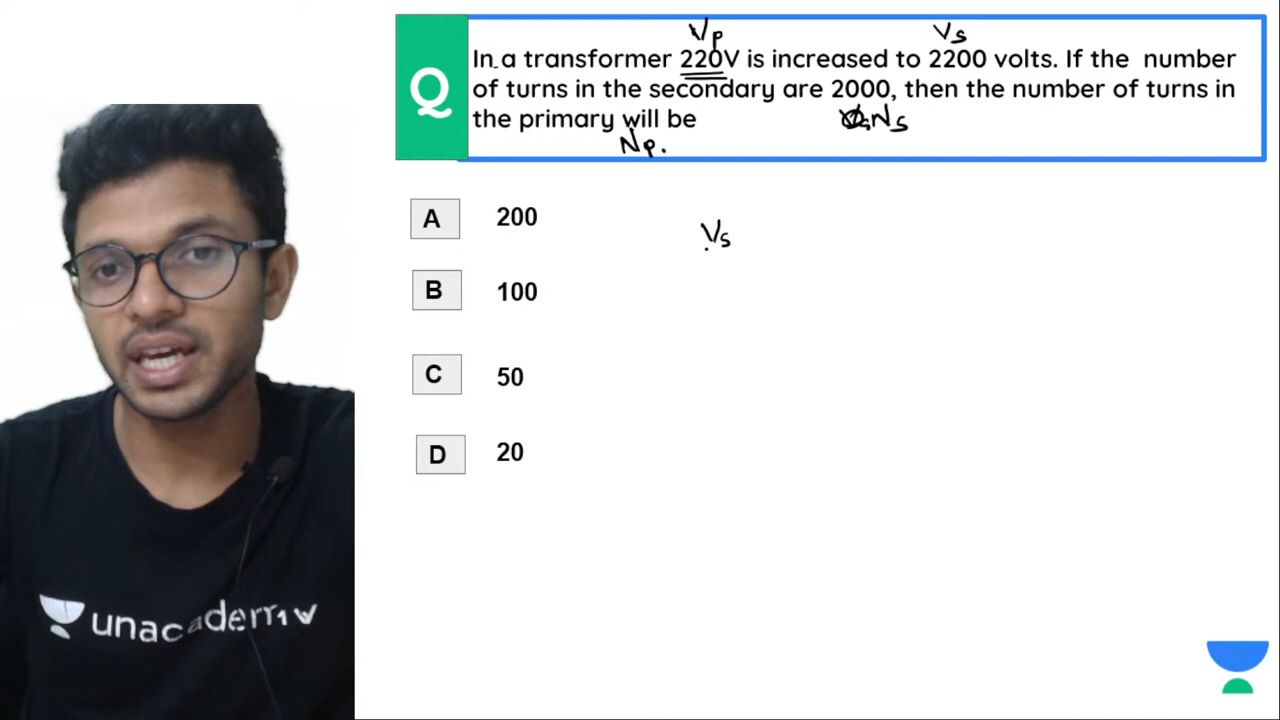 Vp Vs
Q
In a transformer 220V is increased to 2200 volts. If the number
of turns in the secondary are 2000, then the number of turns in
the primary will be
Ns
Np.
A 200
Vs
B 100
C 50
D 20
unacademy